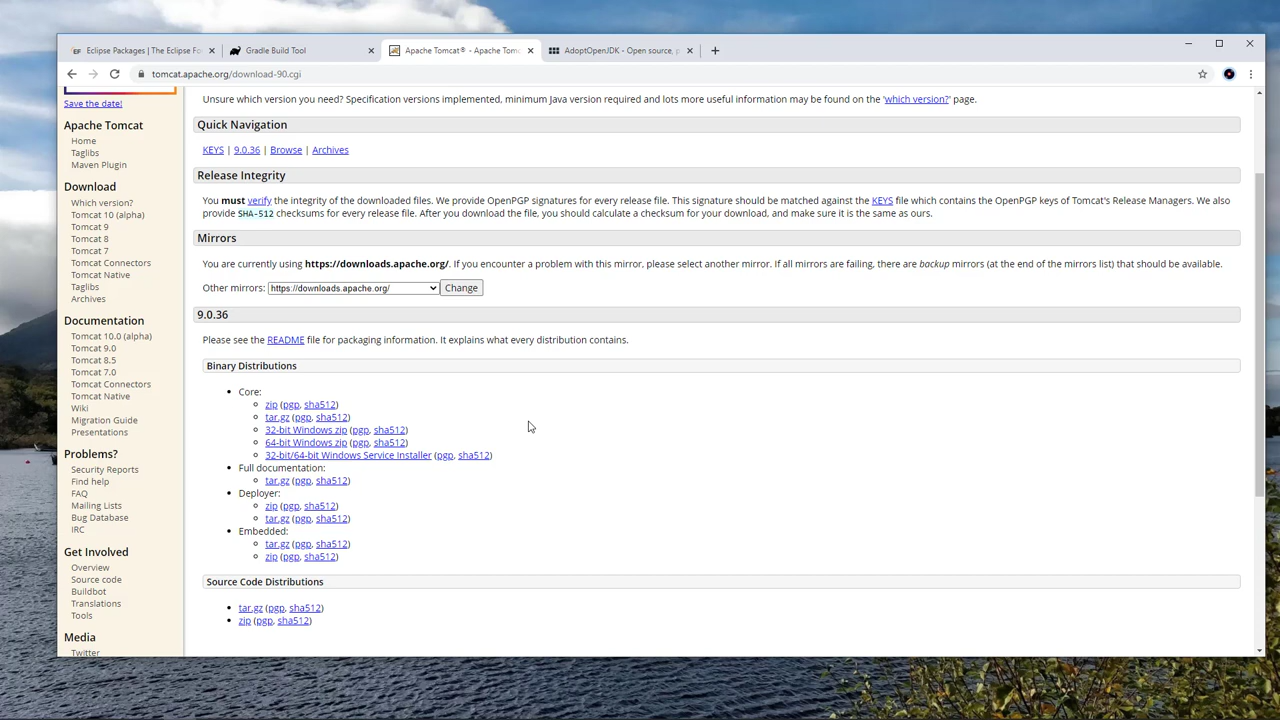 Eclipse Packages | The Eclipse Fo
Gradle Build Tool
Apache Tomcat® - Apache Tomc
AdoptOpenJDK - Open source, p
tomcat.apache.org/download-90.cgi
Save the date!
Apache Tomcat
Home
Taglibs
Maven Plugin
Download
Which version?
Tomcat 10 (alpha)
Tomcat 9
Tomcat 8
Tomcat 7
Tomcat Connectors
Tomcat Native
Taglibs
Archives
Documentation
Tomcat 10.0 (alpha)
Tomcat 9.0
Tomcat 8.5
Tomcat 7.0
Tomcat Connectors
Tomcat Native
Wiki
Migration Guide
Presentations
Problems?
Security Reports
Find help
FAQ
Mailing Lists
Bug Database
IRC
Get Involved
Overview
Source code
Buildbot
Translations
Tools
Media
Twitter
Unsure which version you need? Specification versions implemented, minimum Java version required and lots more useful information may be found on the 'which version?' page.
Quick Navigation
KEYS | 9.0.36 | Browse | Archives
Release Integrity
You must verify the integrity of the downloaded files. We provide OpenPGP signatures for every release file. This signature should be matched against the KEYS file which contains the OpenPGP keys of Tomcat's Release Managers. We also
provide SHA-512 checksums for every release file. After you download the file, you should calculate a checksum for your download, and make sure it is the same as ours.
Mirrors
You are currently using https://downloads.apache.org/. If you encounter a problem with this mirror, please select another mirror. If all mirrors are failing, there are backup mirrors (at the end of the mirrors list) that should be available.
Other mirrors: https://downloads.apache.org/ Change
9.0.36
Please see the README file for packaging information. It explains what every distribution contains.
Binary Distributions
Core:
zip (pgp, sha512)
tar.gz (pgp, sha512)
32-bit Windows zip (pgp, sha512)
64-bit Windows zip (pgp, sha512)
32-bit/64-bit Windows Service Installer (pgp, sha512)
Full documentation:
tar.gz (pgp, sha512)
Deployer:
zip (pgp, sha512)
tar.gz (pgp, sha512)
Embedded:
tar.gz (pgp, sha512)
zip (pgp, sha512)
Source Code Distributions
tar.gz (pgp, sha512)
zip (pgp, sha512)